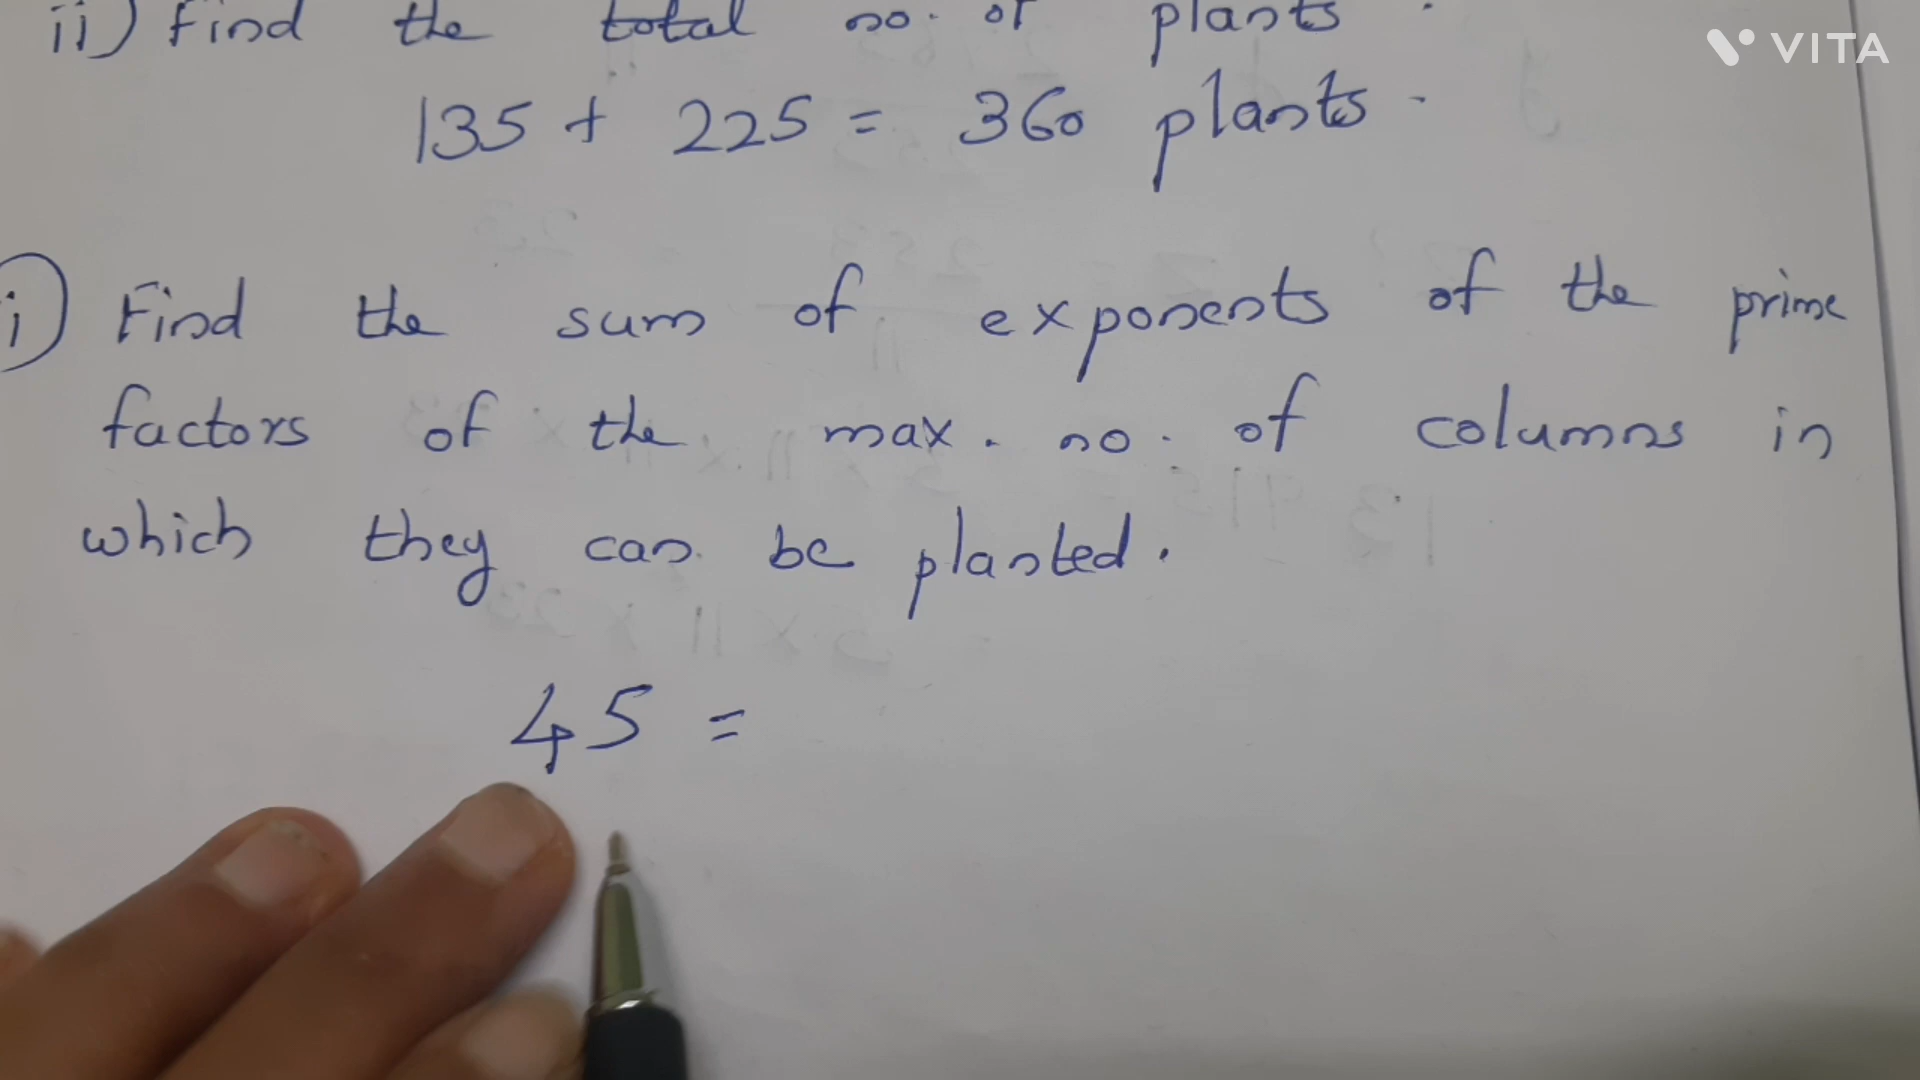 ii) Find the total no. of plants.
VITA
135 + 225 = 360 plants.
i) Find the sum of exponents of the prime
factors of the max. no. of columns in
which they can be planted.
45 =